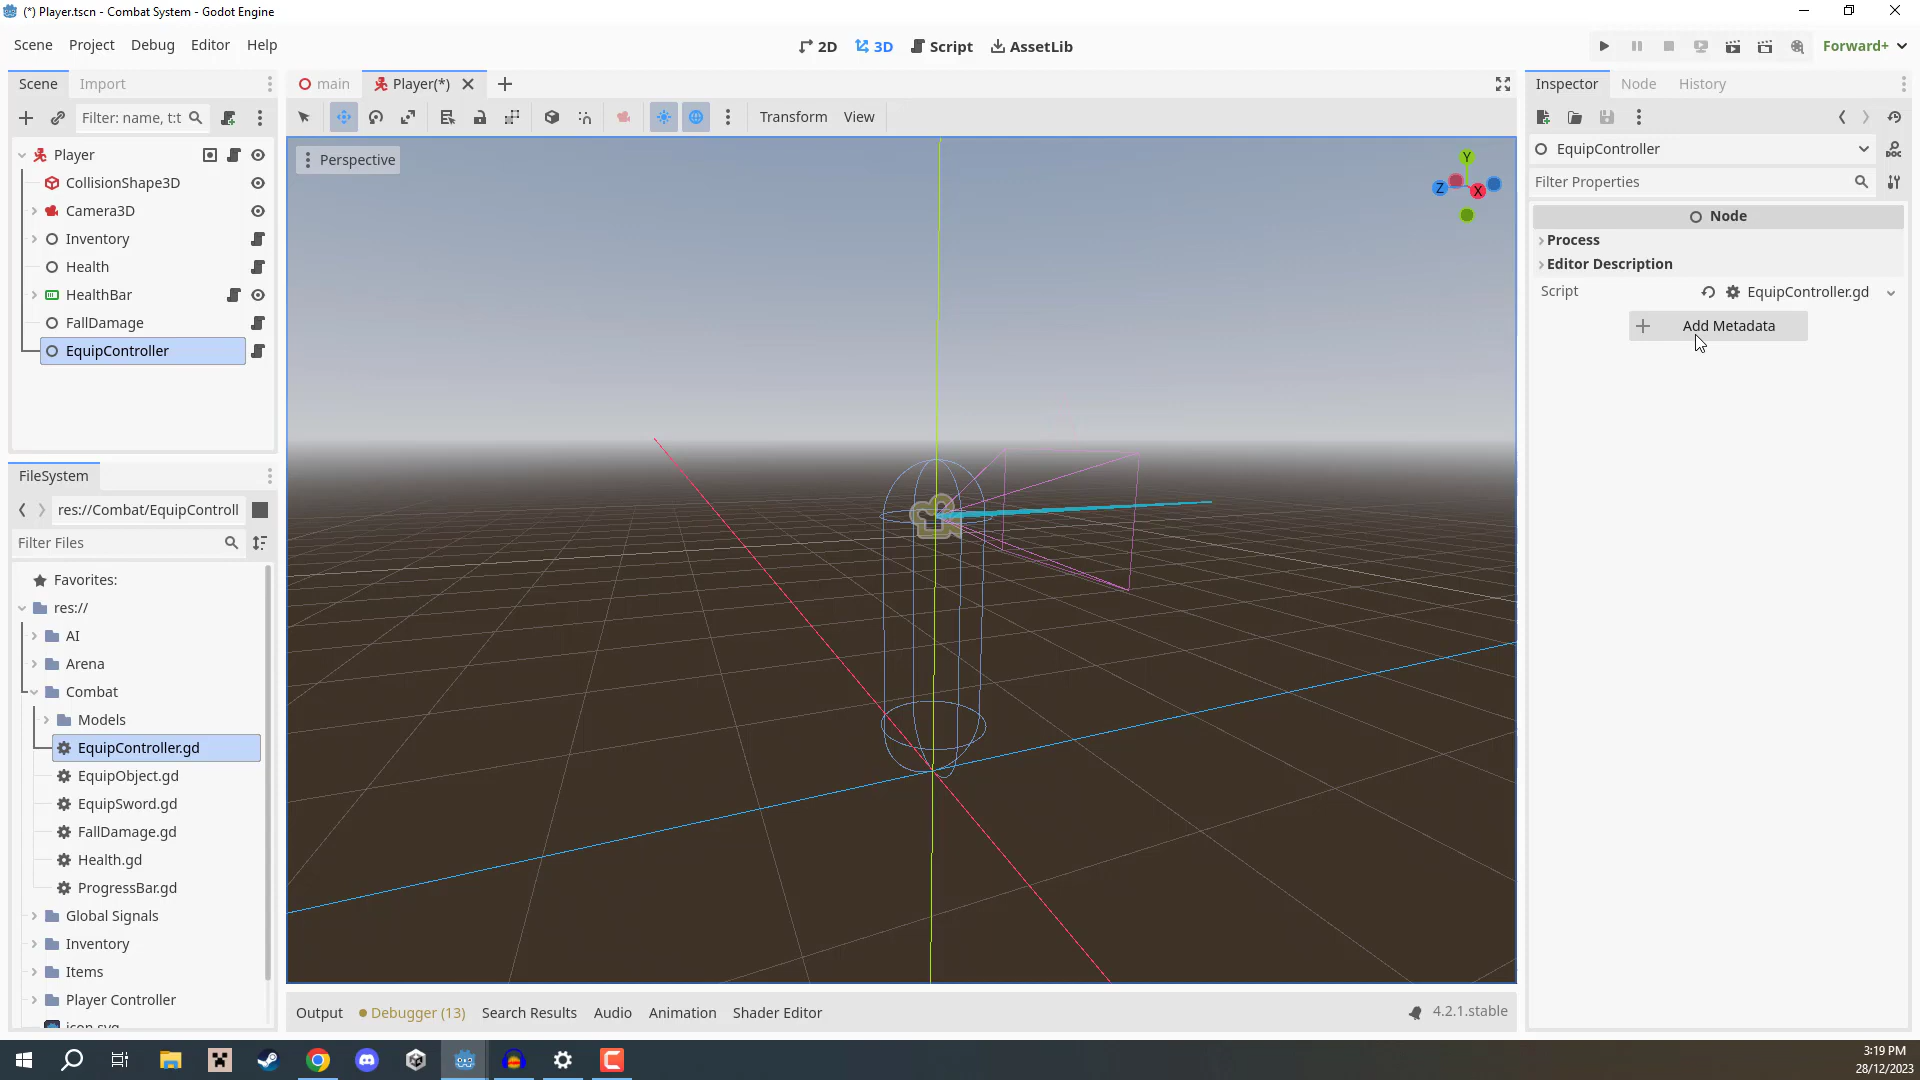 (*) Player.tscn - Combat System - Godot Engine
Scene Project Debug Editor Help
2D 3D Script AssetLib
Forward+
Scene Import
Filter: name, t:t
Player
CollisionShape3D
Camera3D
Inventory
Health
HealthBar
FallDamage
EquipController
FileSystem
res://Combat/EquipControll
Filter Files
Favorites:
res://
AI
Arena
Combat
Models
EquipController.gd
EquipObject.gd
EquipSword.gd
FallDamage.gd
Health.gd
ProgressBar.gd
Global Signals
Inventory
Items
Player Controller
icon.svg
main Player(*)
Transform View
Perspective
Y
Z X
Output Debugger (13) Search Results Audio Animation Shader Editor
4.2.1.stable
Inspector Node History
EquipController
DOC
Filter Properties
Node
Process
Editor Description
Script EquipController.gd
Add Metadata
3:19 PM
28/12/2023